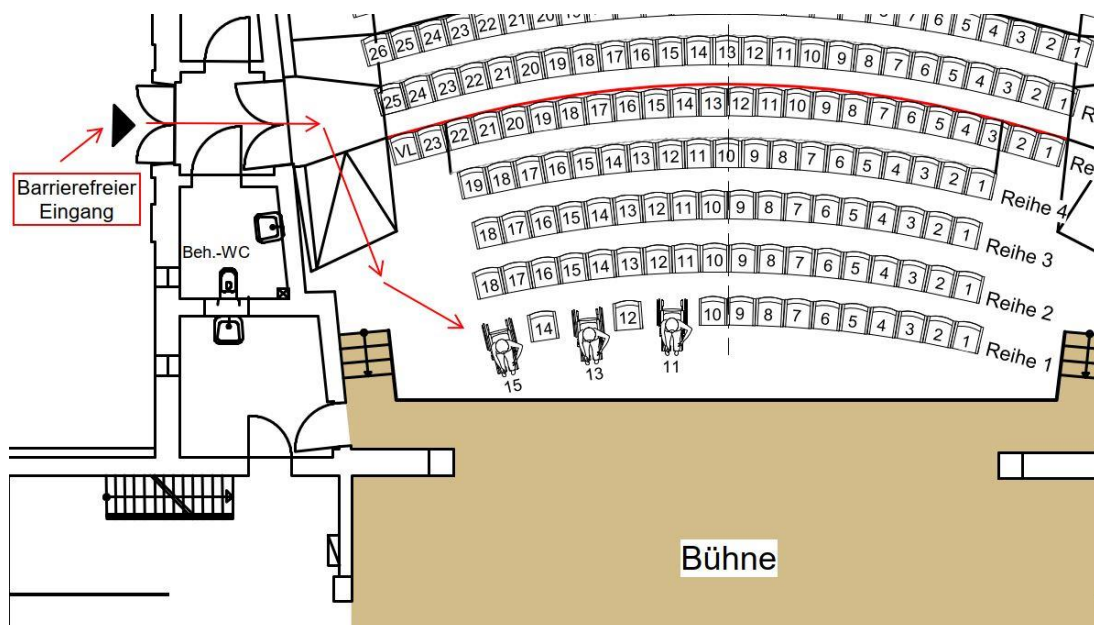 26 25 24 23 22 21 20 7 6 5 4 3 2 1
25 24 23 22 21 20 19 18 17 16 15 14 13 12 11 10 9 8 7 6 5 4 3 2 1
VL 23 22 21 20 19 18 17 16 15 14 13 12 11 10 9 8 7 6 5 4 3 2 1
19 18 17 16 15 14 13 12 11 10 9 8 7 6 5 4 3 2 1 Reihe 4
Barrierefreier
Eingang
18 17 16 15 14 13 12 11 10 9 8 7 6 5 4 3 2 1 Reihe 3
Beh.-WC
18 17 16 15 14 13 12 11 10 9 8 7 6 5 4 3 2 1 Reihe 2
14 12 10 9 8 7 6 5 4 3 2 1 Reihe 1
15 13 11
Bühne